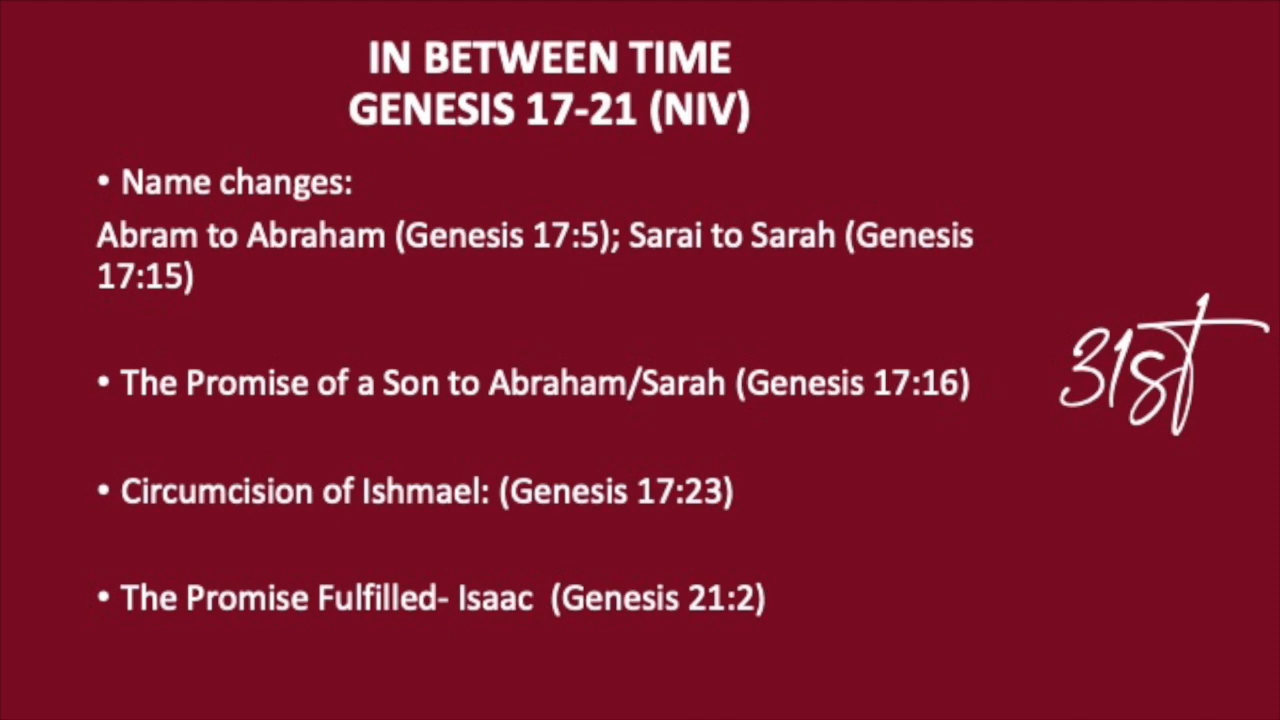 IN BETWEEN TIME
GENESIS 17-21 (NIV)
• Name changes:
Abram to Abraham (Genesis 17:5); Sarai to Sarah (Genesis
17:15)
• The Promise of a Son to Abraham/Sarah (Genesis 17:16)
31st
• Circumcision of Ishmael: (Genesis 17:23)
• The Promise Fulfilled- Isaac  (Genesis 21:2)